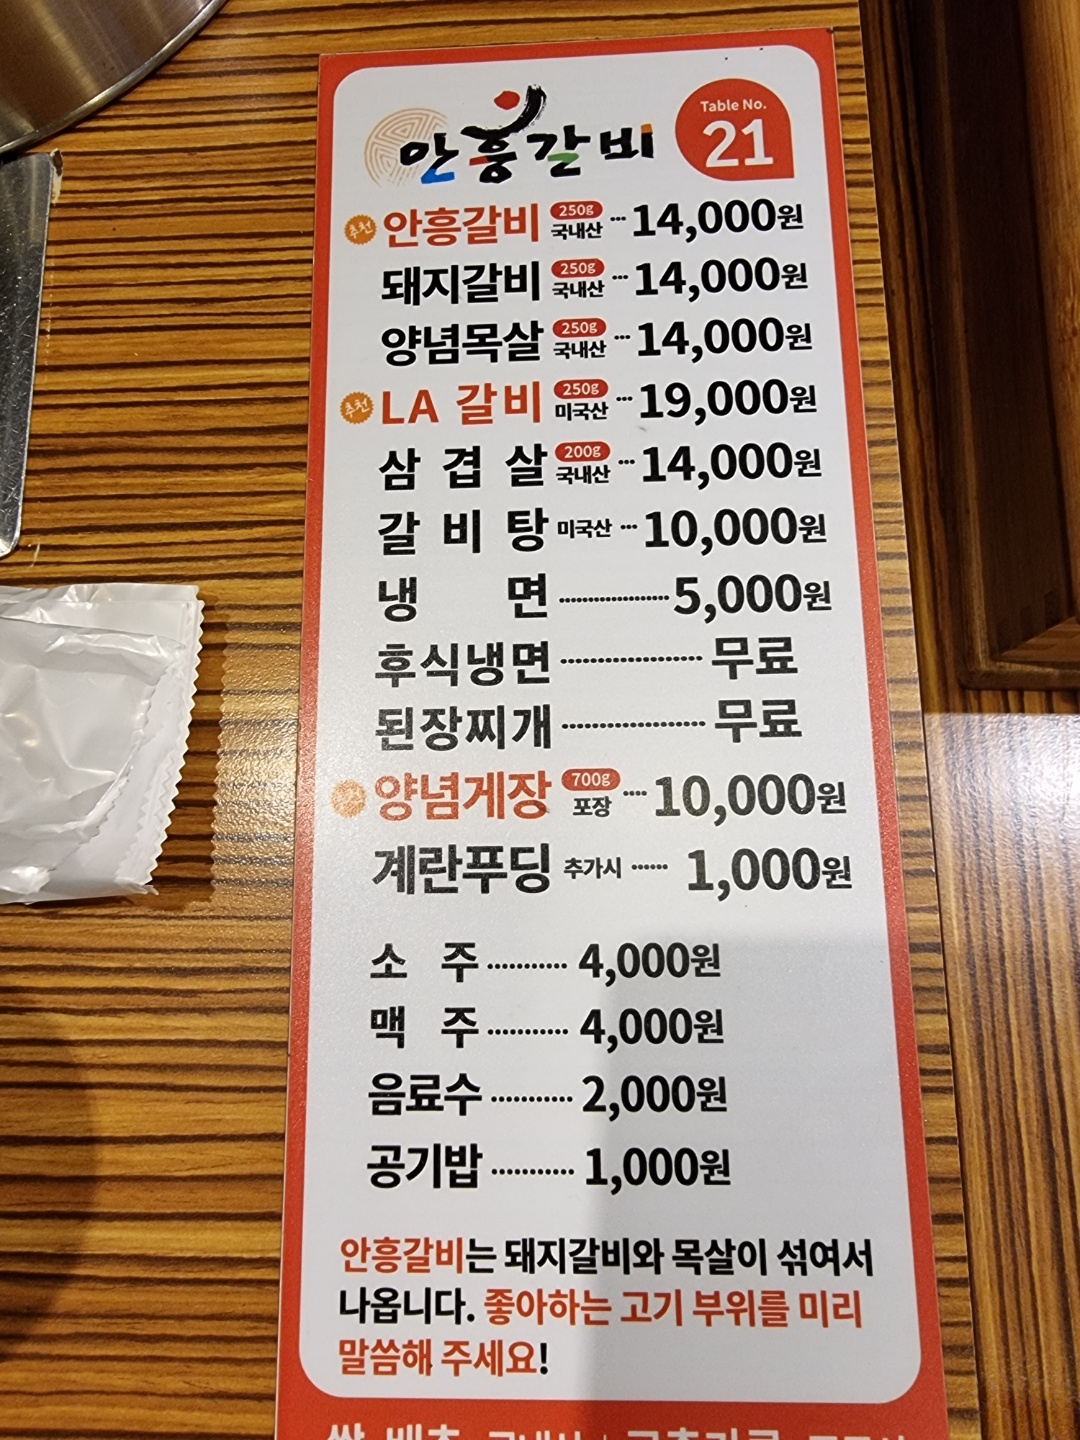 안흥갈비
Table No.
21
추천 안흥갈비 250g 국내산 ··· 14,000원
돼지갈비 250g 국내산 ··· 14,000원
양념목살 250g 국내산 ··· 14,000원
추천 LA 갈비 250g 미국산 ··· 19,000원
삼겹살 200g 국내산 ··· 14,000원
갈비탕 미국산 ··· 10,000원
냉면 ········ 5,000원
후식냉면 ········ 무료
된장찌개 ········ 무료
양념게장 700g 포장 ···· 10,000원
계란푸딩 추가시 ······ 1,000원
소주 ·········· 4,000원
맥주 ·········· 4,000원
음료수 ·········· 2,000원
공기밥 ·········· 1,000원
안흥갈비는 돼지갈비와 목살이 섞여서
나옵니다. 좋아하는 고기 부위를 미리
말씀해 주세요!